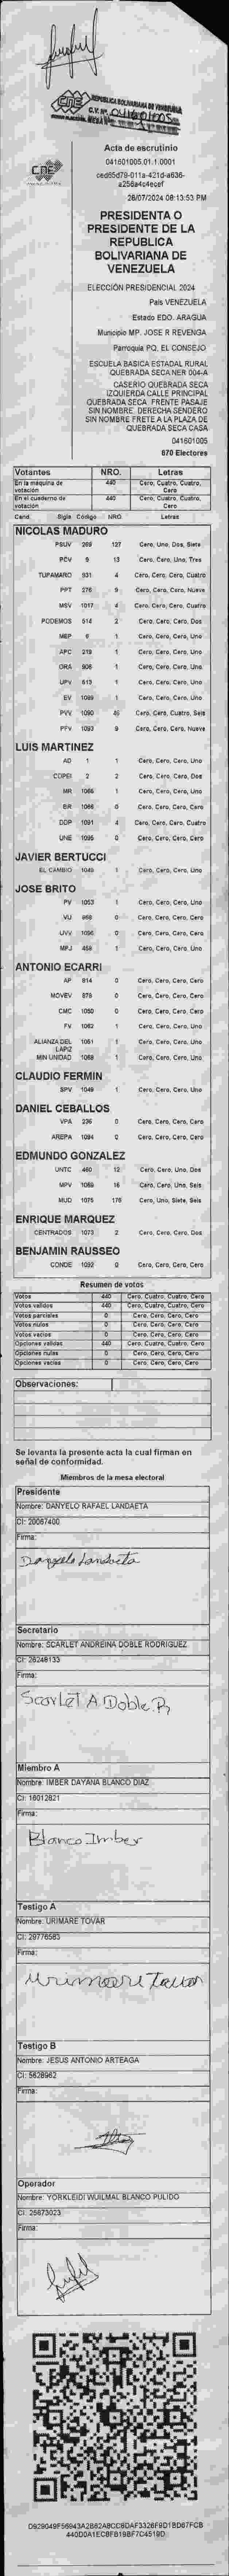 CNE REPUBLICA BOLIVARIANA DE VENEZUELA
CNE
Acta de escrutinio
041601005.01.1.0001
28/07/2024 08:13:53 PM
PRESIDENTA O
PRESIDENTE DE LA
REPUBLICA
BOLIVARIANA DE
VENEZUELA
ELECCIÓN PRESIDENCIAL 2024
País VENEZUELA
Estado EDO. ARAGUA
Municipio MP. JOSE R REVENGA
Parroquia PQ. EL CONSEJO
ESCUELA BASICA ESTADAL RURAL
QUEBRADA SECA NER 004-A
CASERIO QUEBRADA SECA
IZQUIERDA CALLE PRINCIPAL
QUEBRADA SECA. FRENTE PASAJE
SIN NOMBRE. DERECHA SENDERO
SIN NOMBRE FRETE A LA PLAZA DE
QUEBRADA SECA CASA
041601005
870 Electores
Votantes NRO. Letras
En la máquina de votación 440 Cero, Cuatro, Cuatro, Cero
En el cuaderno de votación 440 Cero, Cuatro, Cuatro, Cero
Cand. Sigla Código NRO. Letras
NICOLAS MADURO
PSUV 269 127 Cero, Uno, Dos, Siete
PCV 9 13 Cero, Cero, Uno, Tres
TUPAMARO 931 4 Cero, Cero, Cero, Cuatro
PPT 276 9 Cero, Cero, Cero, Nueve
MSV 1017 4 Cero, Cero, Cero, Cuatro
PODEMOS 514 2 Cero, Cero, Cero, Dos
MEP 6 1 Cero, Cero, Cero, Uno
APC 219 1 Cero, Cero, Cero, Uno
ORA 906 1 Cero, Cero, Cero, Uno
UPV 613 1 Cero, Cero, Cero, Uno
EV 1089 1 Cero, Cero, Cero, Uno
PVV 1090 46 Cero, Cero, Cuatro, Seis
PFV 1093 9 Cero, Cero, Cero, Nueve
LUIS MARTINEZ
AD 1 1 Cero, Cero, Cero, Uno
COPEI 2 2 Cero, Cero, Cero, Dos
MR 1 Cero, Cero, Cero, Uno
BR 0 Cero, Cero, Cero, Cero
DDP 1091 4 Cero, Cero, Cero, Cuatro
UNE 1095 0 Cero, Cero, Cero, Cero
JAVIER BERTUCCI
EL CAMBIO 1045 1 Cero, Cero, Cero, Uno
JOSE BRITO
PV 1053 1 Cero, Cero, Cero, Uno
VU 0 Cero, Cero, Cero, Cero
UVV 1096 0 Cero, Cero, Cero, Cero
MPJ 458 1 Cero, Cero, Cero, Uno
ANTONIO ECARRI
AP 814 0 Cero, Cero, Cero, Cero
MOVEV 878 0 Cero, Cero, Cero, Cero
CMC 1050 0 Cero, Cero, Cero, Cero
FV 1082 1 Cero, Cero, Cero, Uno
ALIANZA DEL LAPIZ 1051 1 Cero, Cero, Cero, Uno
MIN UNIDAD 1068 1 Cero, Cero, Cero, Uno
CLAUDIO FERMIN
SPV 1049 1 Cero, Cero, Cero, Uno
DANIEL CEBALLOS
VPA 236 0 Cero, Cero, Cero, Cero
AREPA 1094 0 Cero, Cero, Cero, Cero
EDMUNDO GONZALEZ
UNTC 460 12 Cero, Cero, Uno, Dos
MPV 1059 16 Cero, Cero, Uno, Seis
MUD 1075 176 Cero, Uno, Siete, Seis
ENRIQUE MARQUEZ
CENTRADOS 1073 2 Cero, Cero, Cero, Dos
BENJAMIN RAUSSEO
CONDE 1092 0 Cero, Cero, Cero, Cero
Resumen de votos
Votos 440 Cero, Cuatro, Cuatro, Cero
Votos válidos 440 Cero, Cuatro, Cuatro, Cero
Votos parciales 0 Cero, Cero, Cero, Cero
Votos nulos 0 Cero, Cero, Cero, Cero
Votos vacíos 0 Cero, Cero, Cero, Cero
Opciones válidas 440 Cero, Cuatro, Cuatro, Cero
Opciones nulas 0 Cero, Cero, Cero, Cero
Opciones vacías 0 Cero, Cero, Cero, Cero
Observaciones:
Se levanta la presente acta la cual firman en
señal de conformidad.
Miembros de la mesa electoral
Presidente
Nombre: DANYELO RAFAEL LANDAETA
CI: 20067400
Firma:
Danyelo Landaeta
Secretario
Nombre: SCARLET ANDREINA DOBLE RODRIGUEZ
CI: 26248133
Firma:
Scarlet A Doble. R
Miembro A
Nombre: IMBER DAYANA BLANCO DIAZ
CI: 16012821
Firma:
Blanco Imber
Testigo A
Nombre: URIMARE TOVAR
CI: 29776583
Firma:
Urimare Tovar
Testigo B
Nombre: JESUS ANTONIO ARTEAGA
CI: 5628962
Firma:
Operador
Nombre: YORKLEIDI WUILMAL BLANCO PULIDO
CI: 25873023
Firma: